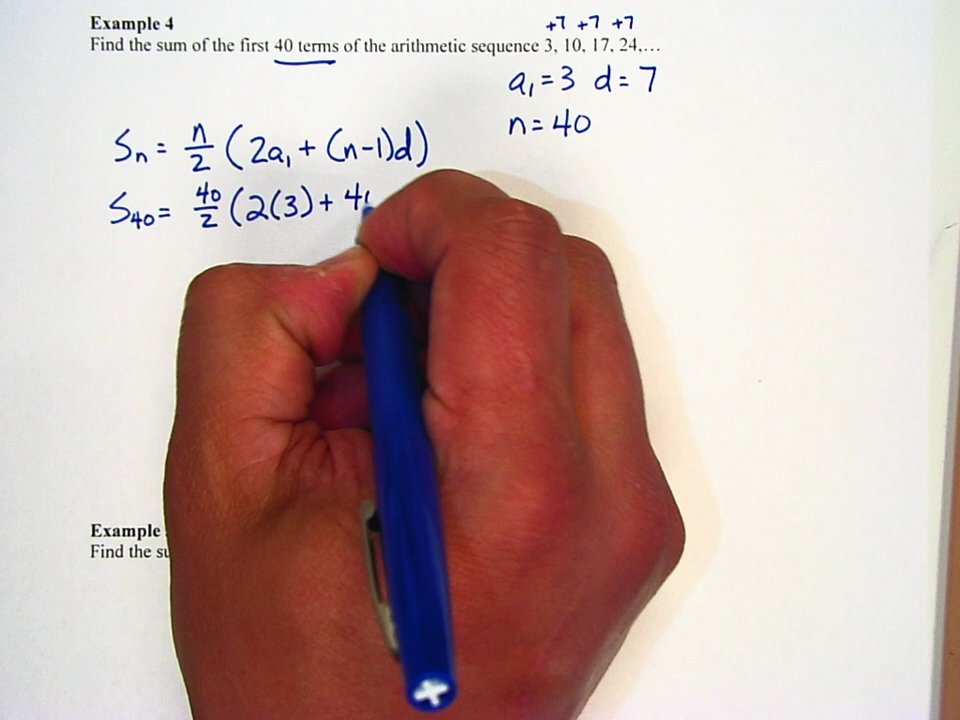 Example 4
+7 +7 +7
Find the sum of the first 40 terms of the arithmetic sequence 3, 10, 17, 24,…
a₁ = 3 d = 7
n = 40
Sₙ = n/2 (2a₁ + (n-1)d)
S₄₀ = 40/2 (2(3) + 4
Example
Find the su